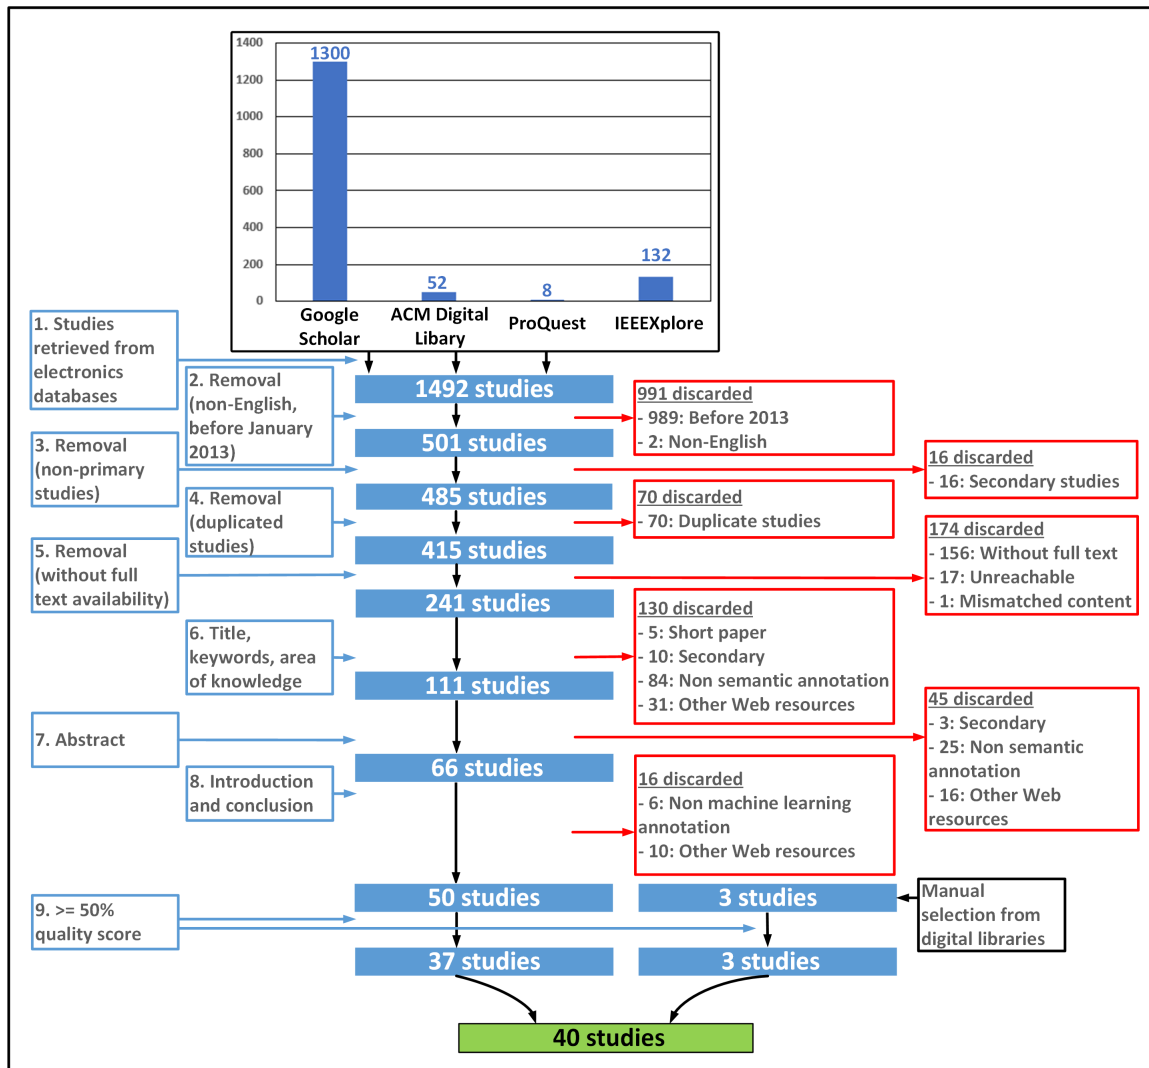 1400
1200
1000
800
600
400
200
0
1300
52
8
132
Google
Scholar
ACM Digital
Libary
ProQuest
IEEEXplore
1. Studies
retrieved from
electronics
databases
1492 studies
2. Removal
(non-English,
before January
2013)
991 discarded
- 989: Before 2013
- 2: Non-English
501 studies
3. Removal
(non-primary
studies)
16 discarded
- 16: Secondary studies
485 studies
4. Removal
(duplicated
studies)
70 discarded
- 70: Duplicate studies
415 studies
5. Removal
(without full
text availability)
174 discarded
- 156: Without full text
- 17: Unreachable
- 1: Mismatched content
241 studies
6. Title,
keywords, area
of knowledge
130 discarded
- 5: Short paper
- 10: Secondary
- 84: Non semantic annotation
- 31: Other Web resources
111 studies
7. Abstract
45 discarded
- 3: Secondary
- 25: Non semantic
annotation
- 16: Other Web
resources
66 studies
8. Introduction
and conclusion
16 discarded
- 6: Non machine learning
annotation
- 10: Other Web resources
50 studies
3 studies
Manual
selection from
digital libraries
9. >= 50%
quality score
37 studies
3 studies
40 studies